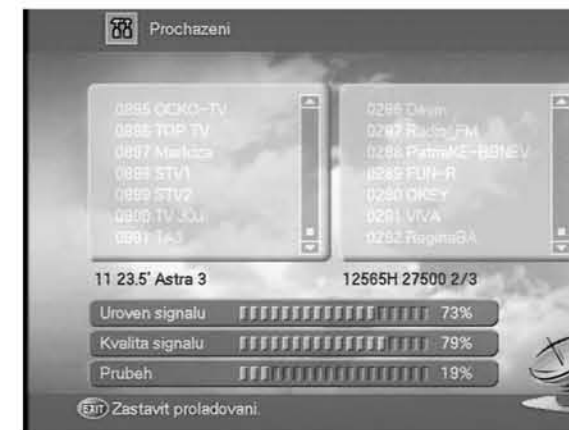 Prochazeni
0895 OCKO-TV
0896 TOP TV
0897 Markiza
0898 STV1
0899 STV2
0900 TV JOJ
0901 TA3
0286 Devin
0287 Radio_FM
0288
0289 FUN-R
0290 OKEY
0291 VIVA
0292 ReginaBA
11 23.5° Astra 3
12565H 27500 2/3
Uroven signalu 73%
Kvalita signalu 79%
Prubeh 19%
EXIT Zastavit proladovani.